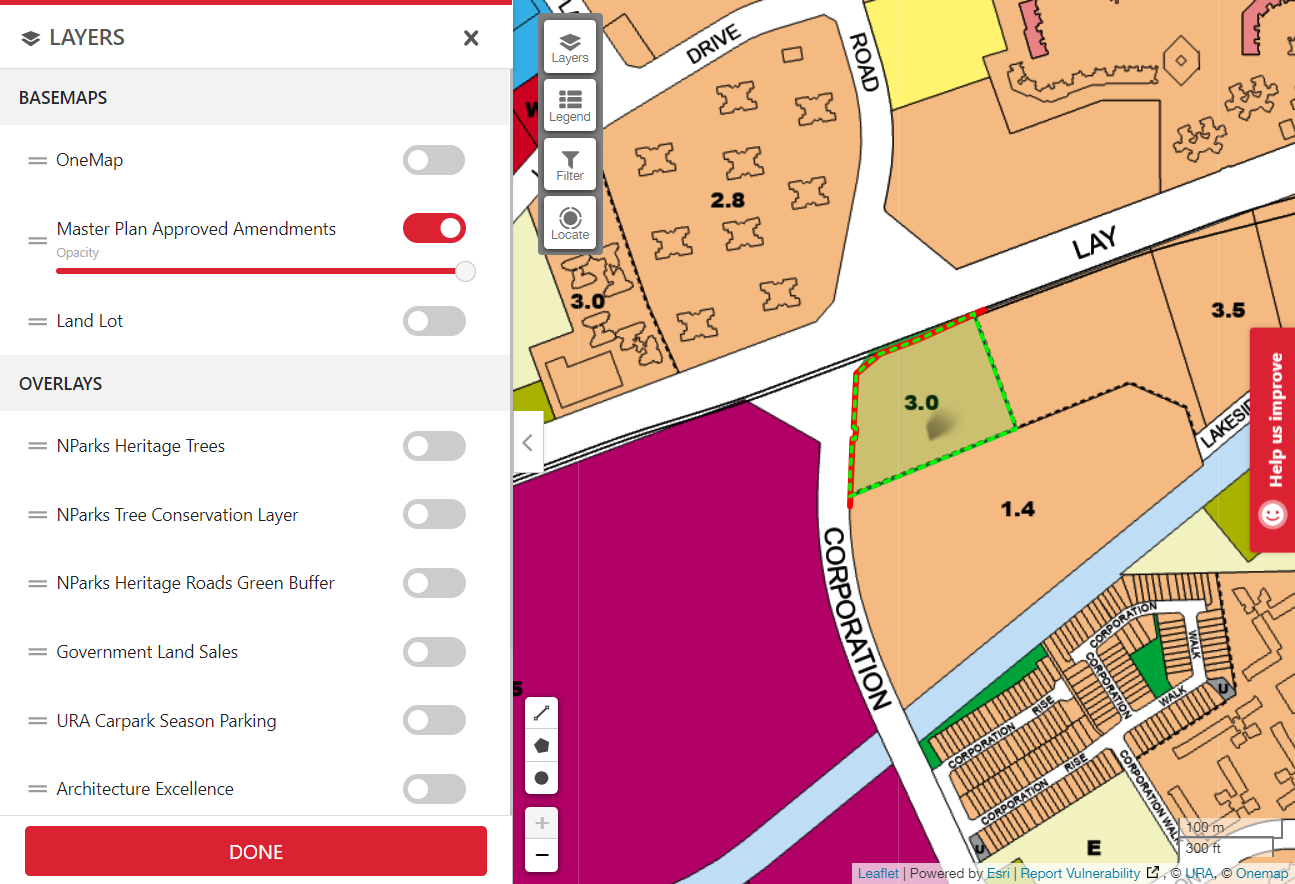 LAYERS
BASEMAPS
OneMap
Master Plan Approved Amendments
Opacity
Land Lot
OVERLAYS
NParks Heritage Trees
NParks Tree Conservation Layer
NParks Heritage Roads Green Buffer
Government Land Sales
URA Carpark Season Parking
Architecture Excellence
DONE
Layers
Legend
Filter
Locate
DRIVE
ROAD
2.8
LAY
3.0
3.5
3.0
LAKESI
1.4
CORPORATION
CORPORATION
WALK
CORPORATION
WALK
U
RISE
CORPORATION
RISE
CORPORATION
CORPORATION WALK
U
E
5
Help us improve
+
−
100 m
300 ft
Leaflet | Powered by Esri | Report Vulnerability , © URA, © Onemap